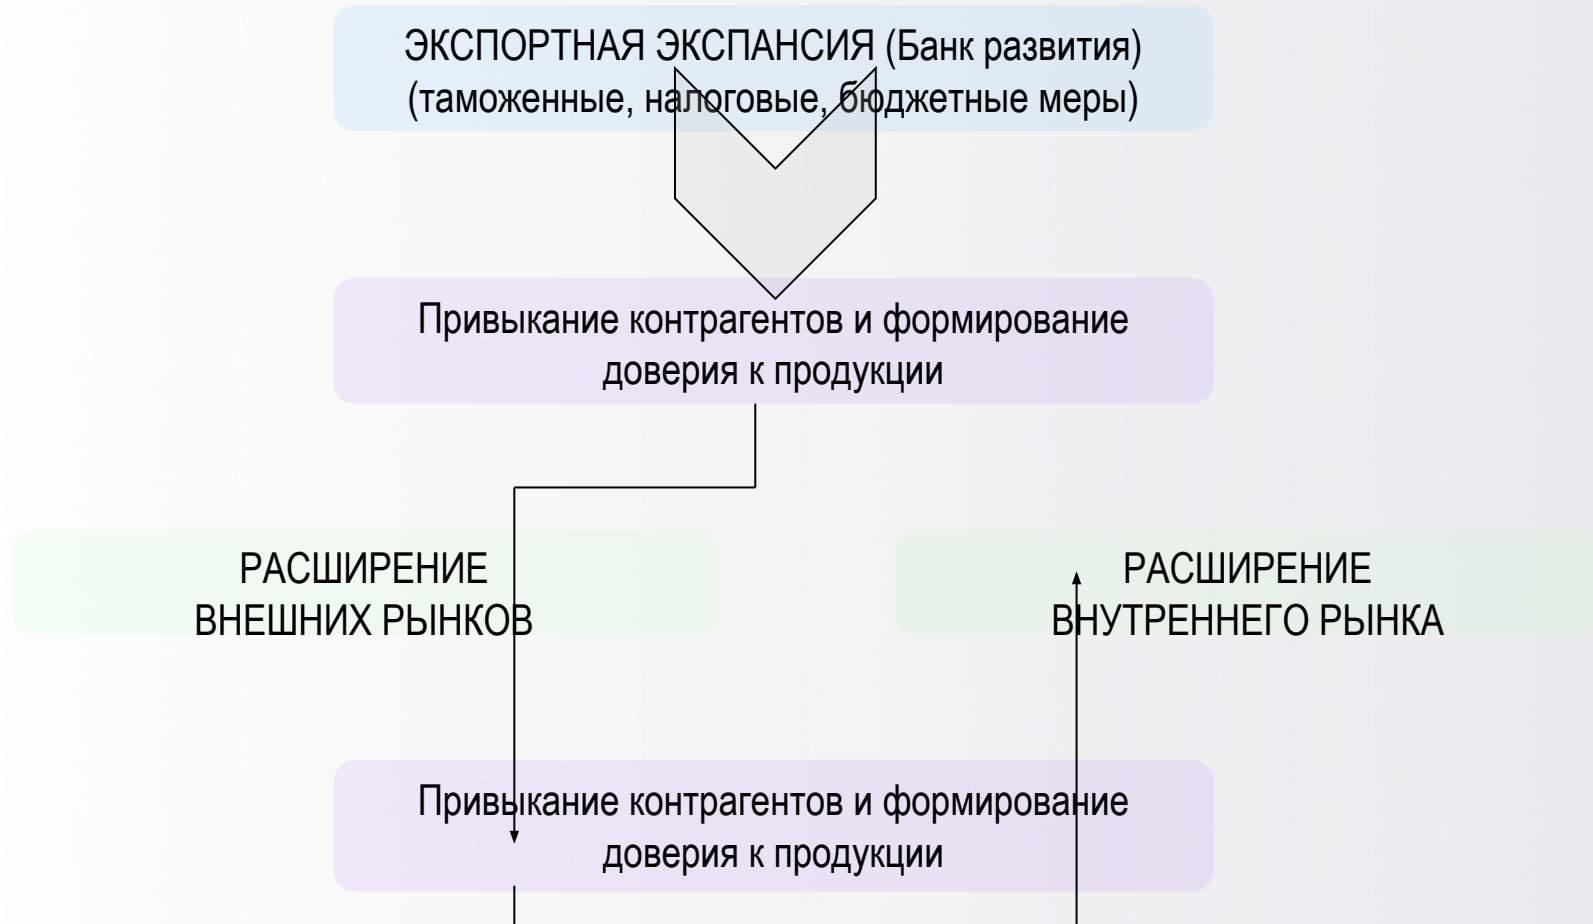 ЭКСПОРТНАЯ ЭКСПАНСИЯ (Банк развития)
(таможенные, налоговые, бюджетные меры)
Привыкание контрагентов и формирование
доверия к продукции
РАСШИРЕНИЕ
ВНЕШНИХ РЫНКОВ
РАСШИРЕНИЕ
ВНУТРЕННЕГО РЫНКА
Привыкание контрагентов и формирование
доверия к продукции